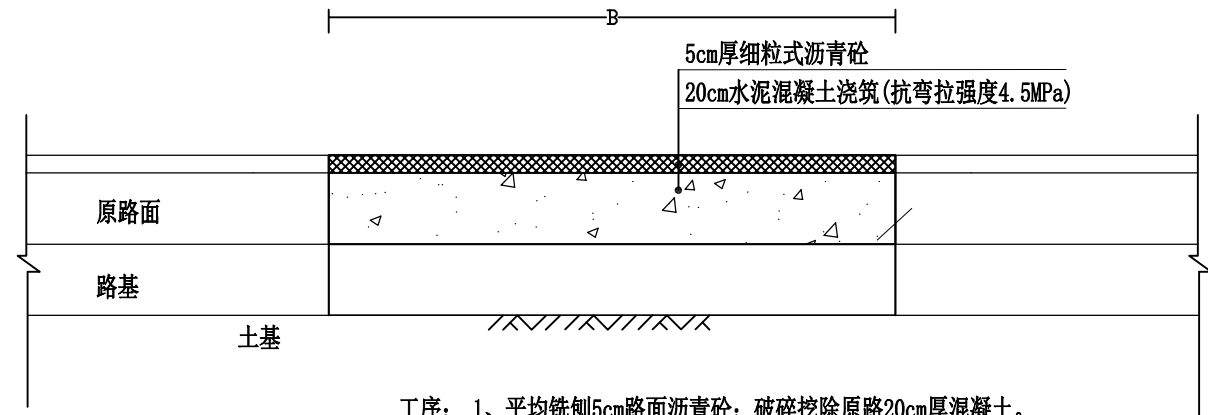 B
5cm厚细粒式沥青砼
20cm水泥混凝土浇筑(抗弯拉强度4.5MPa)
原路面
路基
土基
工序: 1、平均铣刨5cm路面沥青砼；破碎挖除原路20cm厚混凝土。